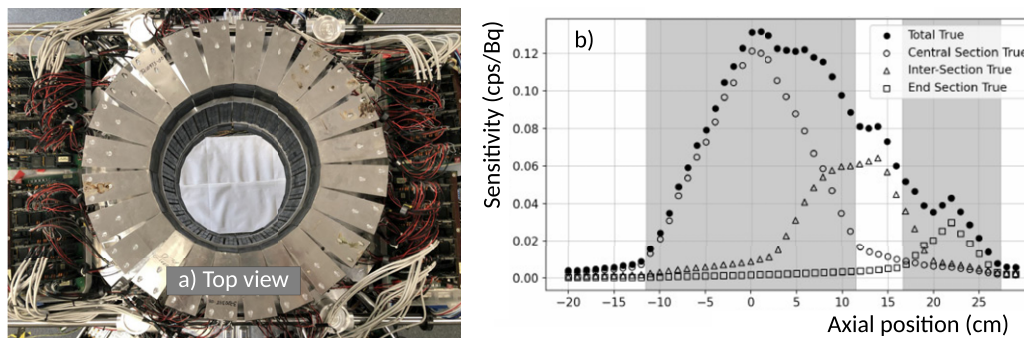 a) Top view
b)
Total True
Central Section True
Inter-Section True
End Section True
Sensitivity (cps/Bq)
0.12
0.10
0.08
0.06
0.04
0.02
0.00
−20 −15 −10 −5 0 5 10 15 20 25
Axial position (cm)